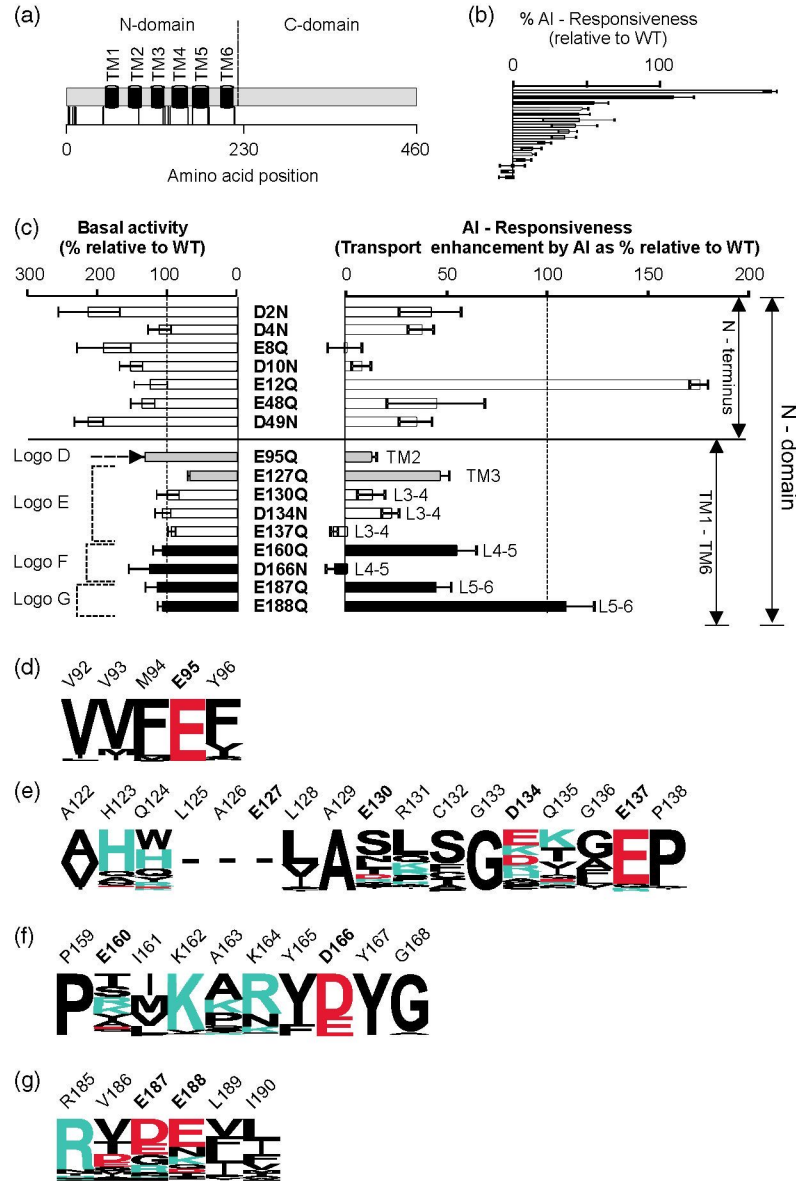 (a)
N-domain C-domain
TM1 TM2 TM3 TM4 TM5 TM6
0 230 460
Amino acid position
(b)
% AI - Responsiveness
(relative to WT)
0 100
(c)
Basal activity
(% relative to WT)
AI - Responsiveness
(Transport enhancement by AI as % relative to WT)
300 200 100 0
0 50 100 150 200
D2N
D4N
E8Q
D10N
E12Q
E48Q
D49N
N - terminus
N - domain
Logo D E95Q TM2
E127Q TM3
Logo E E130Q L3-4
D134N L3-4
E137Q L3-4
TM1 - TM6
Logo F E160Q L4-5
D166N L4-5
Logo G E187Q L5-6
E188Q L5-6
(d)
V92 V93 M94 E95 Y96
V V F E F
(e)
A122 H123 Q124 L125 A126 E127 L128 A129 E130 R131 C132 G133 D134 Q135 G136 E137 P138
A H W - - - L A S L S G E K G E P
(f)
P159 E160 I161 K162 A163 K164 Y165 D166 Y167 G168
P T I K A R Y D Y G
(g)
R185 V186 E187 E188 L189 I190
R Y D E V L